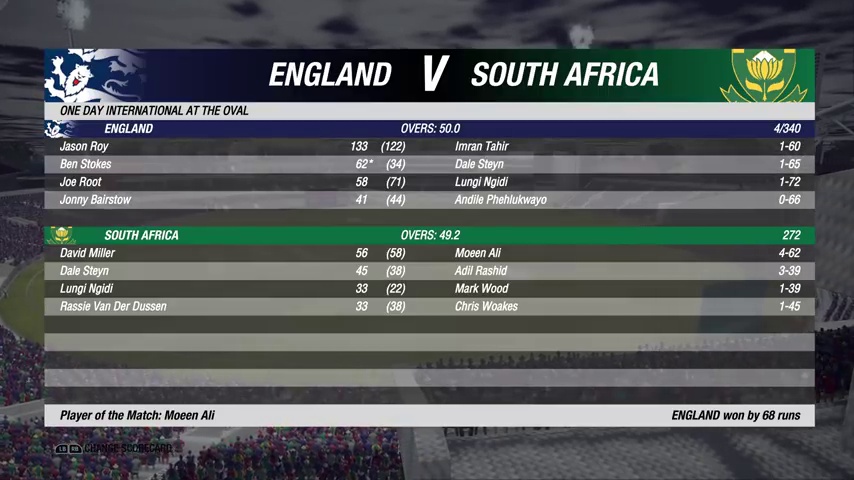 ENGLAND V SOUTH AFRICA
ONE DAY INTERNATIONAL AT THE OVAL
ENGLAND OVERS: 50.0 4/340
Jason Roy 133 (122) Imran Tahir 1-60
Ben Stokes 62* (34) Dale Steyn 1-65
Joe Root 58 (71) Lungi Ngidi 1-72
Jonny Bairstow 41 (44) Andile Phehlukwayo 0-66
SOUTH AFRICA OVERS: 49.2 272
David Miller 56 (58) Moeen Ali 4-62
Dale Steyn 45 (38) Adil Rashid 3-39
Lungi Ngidi 33 (22) Mark Wood 1-39
Rassie Van Der Dussen 33 (38) Chris Woakes 1-45
Player of the Match: Moeen Ali ENGLAND won by 68 runs
CHANGE SCORECARD